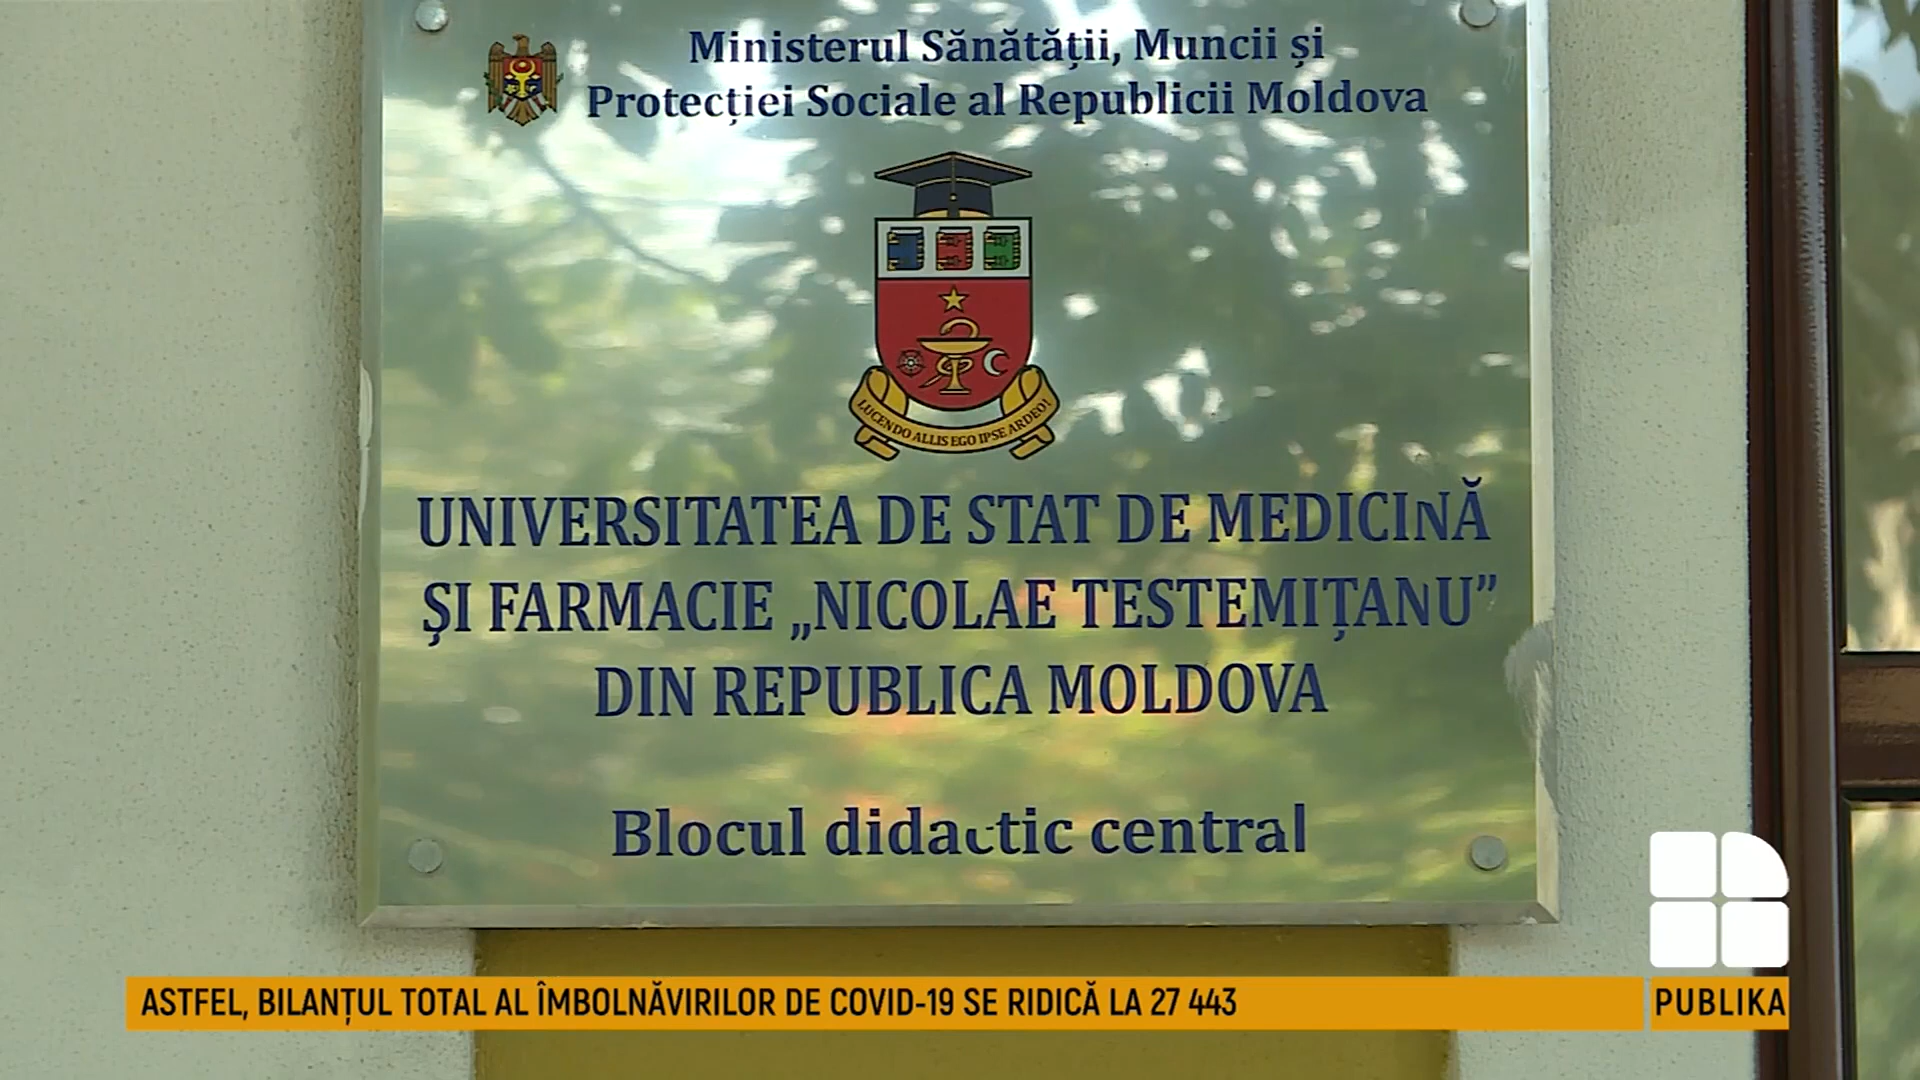 Ministerul Sănătății, Muncii și
Protecției Sociale al Republicii Moldova
LUCENDO ALLIS EGO IPSE ARDEO!
UNIVERSITATEA DE STAT DE MEDICINĂ
ȘI FARMACIE „NICOLAE TESTEMIȚANU”
DIN REPUBLICA MOLDOVA
Blocul didactic central
ASTFEL, BILANȚUL TOTAL AL ÎMBOLNĂVIRILOR DE COVID-19 SE RIDICĂ LA 27 443
PUBLIKA